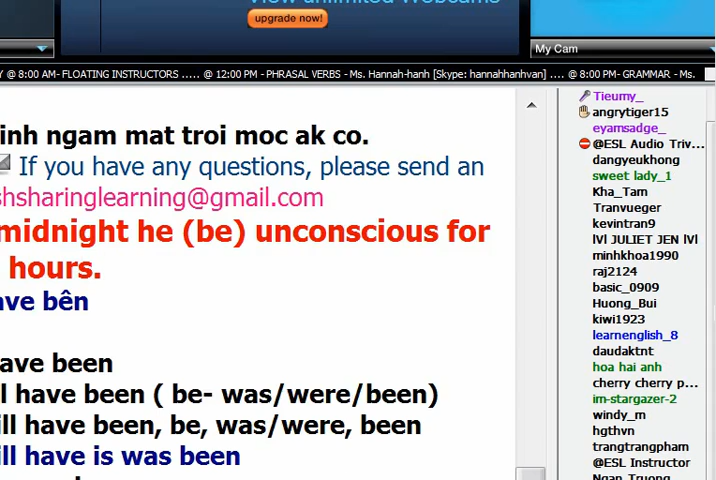 View unlimited Webcams
upgrade now!
My Cam
Y @ 8:00 AM- FLOATING INSTRUCTORS ..... @ 12:00 PM - PHRASAL VERBS - Ms. Hannah-hanh [Skype: hannahhanhvan] .... @ 8:00 PM- GRAMMAR - Ms.
inh ngam mat troi moc ak co.
If you have any questions, please send an
shsharinglearning@gmail.com
midnight he (be) unconscious for
hours.
ave bên
ave been
l have been ( be- was/were/been)
ill have been, be, was/were, been
ill have is was been
Tieumy_
angrytiger15
eyamsadge_
@ESL Audio Triv...
dangyeukhong
sweet lady_1
Kha_Tam
Tranvueger
kevintran9
lVl JULIET JEN lVl
minhkhoa1990
raj2124
basic_0909
Huong_Bui
kiwi1923
learnenglish_8
daudaktnt
hoa hai anh
cherry cherry p...
im-stargazer-2
windy_m
hgthvn
trangtrangpham
@ESL Instructor
Ngan_Truong